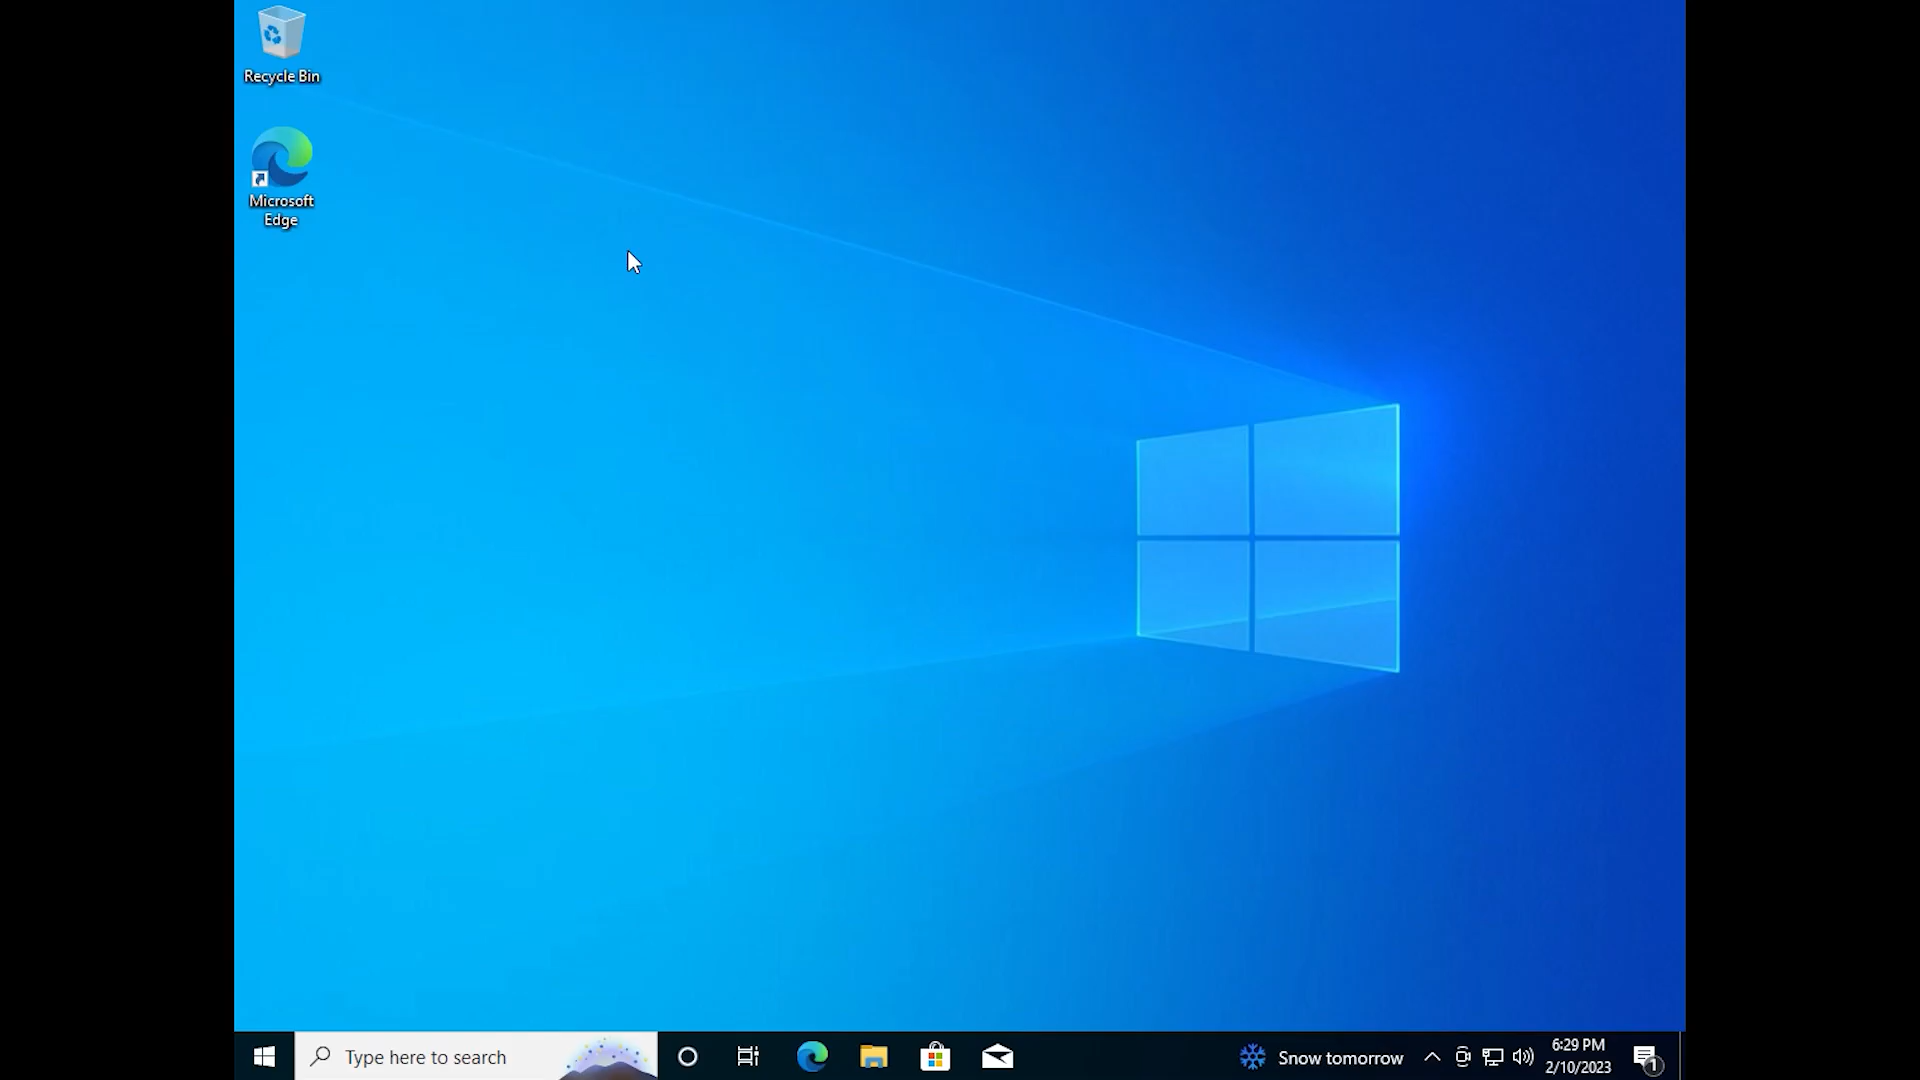 Recycle Bin
Microsoft
Edge
Type here to search
Snow tomorrow
6:29 PM
2/10/2023
1